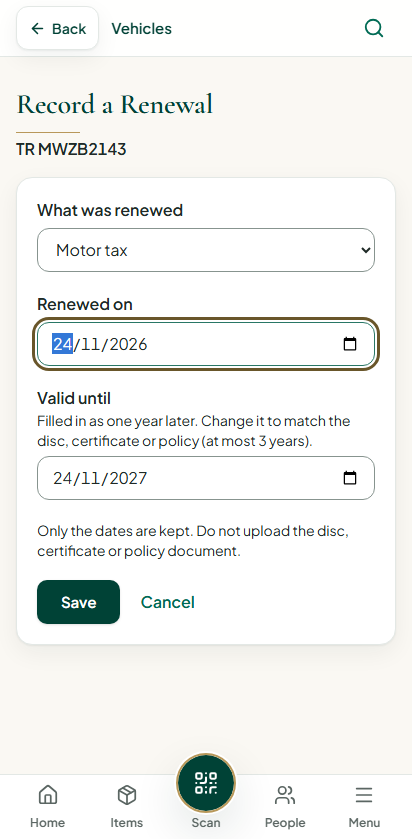 Back
Vehicles
Record a Renewal
TR MWZB2143
What was renewed
Motor tax
Renewed on
24/11/2026
Valid until
Filled in as one year later. Change it to match the
disc, certificate or policy (at most 3 years).
24/11/2027
Only the dates are kept. Do not upload the disc,
certificate or policy document.
Save
Cancel
Home
Items
Scan
People
Menu